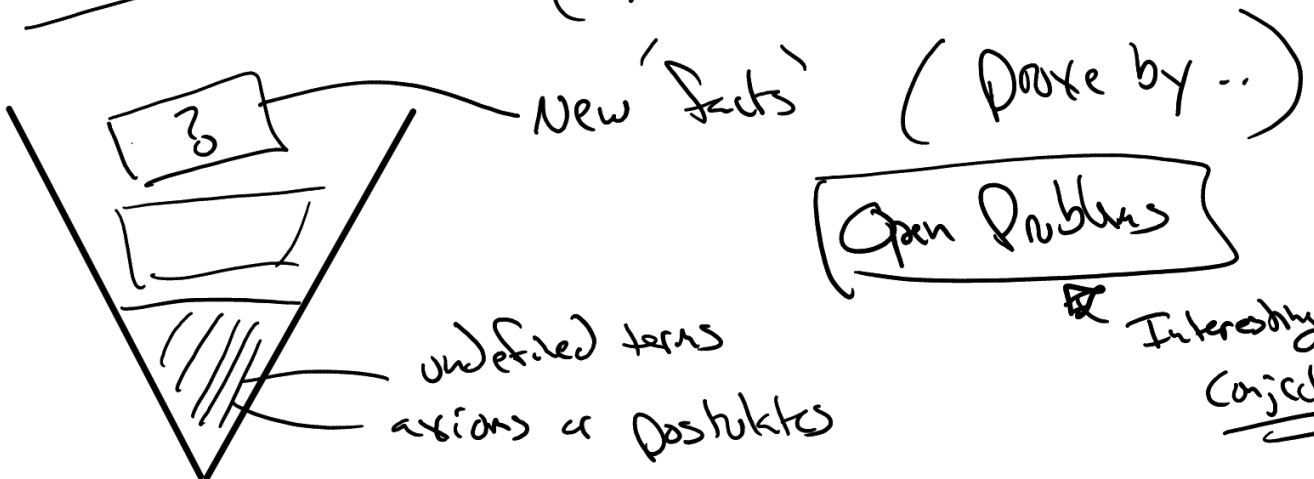 New 'facts' (Prove by ..)
?
Open Problems
Interesting
undefined terms
axioms or postulates